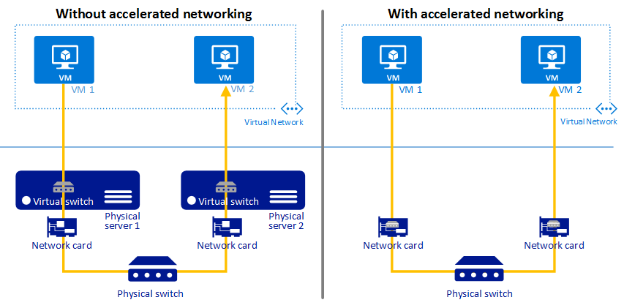 Without accelerated networking
VM
VM 1
VM
VM 2
Virtual Network
Virtual switch
Physical
server 1
Virtual switch
Physical
server 2
Network card
Network card
Physical switch
With accelerated networking
VM
VM 1
VM
VM 2
Virtual Network
Network card
Network card
Physical switch